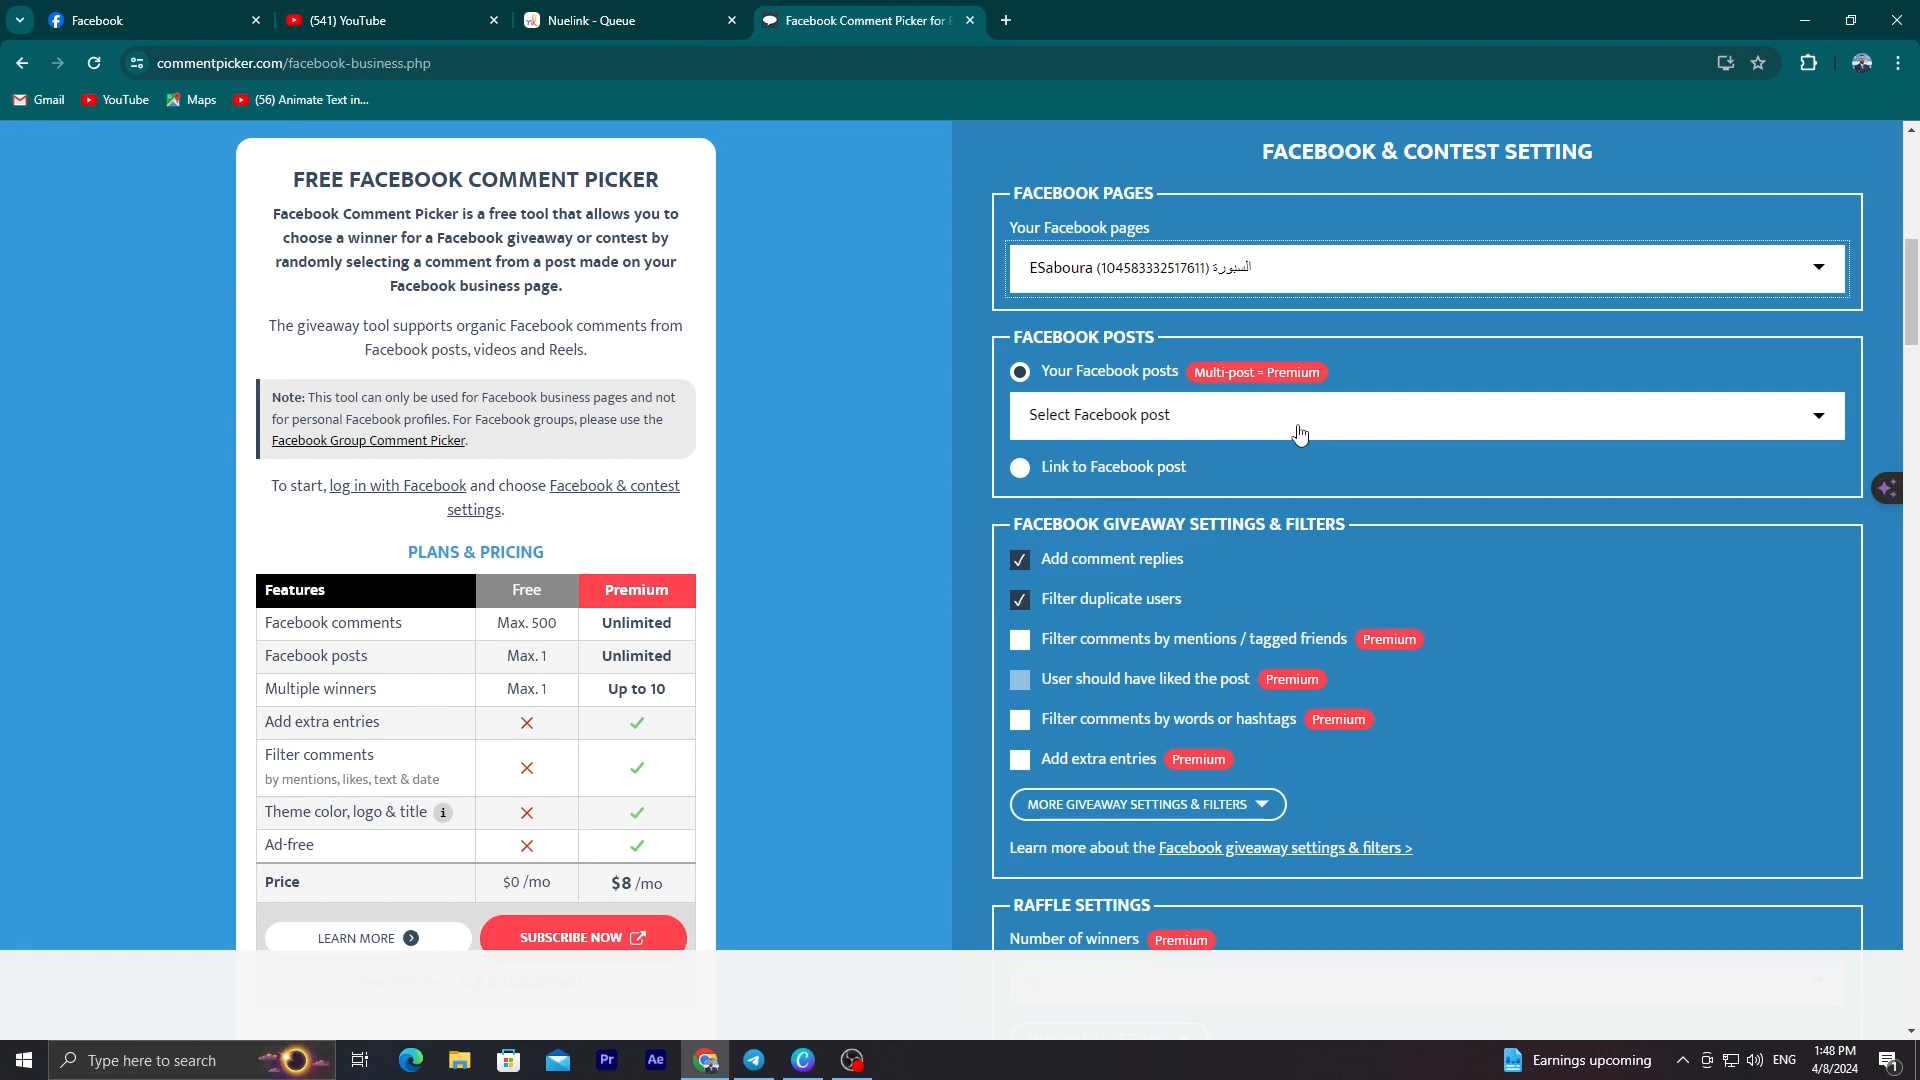 Facebook
(541) YouTube
Nuelink - Queue
Facebook Comment Picker for
commentpicker.com/facebook-business.php
Gmail
YouTube
Maps
(56) Animate Text in...
FREE FACEBOOK COMMENT PICKER
Facebook Comment Picker is a free tool that allows you to
choose a winner for a Facebook giveaway or contest by
randomly selecting a comment from a post made on your
Facebook business page.
The giveaway tool supports organic Facebook comments from
Facebook posts, videos and Reels.
Note: This tool can only be used for Facebook business pages and not
for personal Facebook profiles. For Facebook groups, please use the
Facebook Group Comment Picker.
To start, log in with Facebook and choose Facebook & contest
settings.
PLANS & PRICING
Features Free Premium
Facebook comments Max. 500 Unlimited
Facebook posts Max. 1 Unlimited
Multiple winners Max. 1 Up to 10
Add extra entries
Filter comments
by mentions, likes, text & date
Theme color, logo & title i
Ad-free
Price $0 /mo $8 /mo
LEARN MORE
SUBSCRIBE NOW
FACEBOOK & CONTEST SETTING
FACEBOOK PAGES
Your Facebook pages
ESaboura السبورة (104583332517611)
FACEBOOK POSTS
Your Facebook posts Multi-post = Premium
Select Facebook post
Link to Facebook post
FACEBOOK GIVEAWAY SETTINGS & FILTERS
Add comment replies
Filter duplicate users
Filter comments by mentions / tagged friends Premium
User should have liked the post Premium
Filter comments by words or hashtags Premium
Add extra entries Premium
MORE GIVEAWAY SETTINGS & FILTERS
Learn more about the Facebook giveaway settings & filters >
RAFFLE SETTINGS
Number of winners Premium
Type here to search
Pr
Ae
Earnings upcoming
ENG
1:48 PM
4/8/2024
1